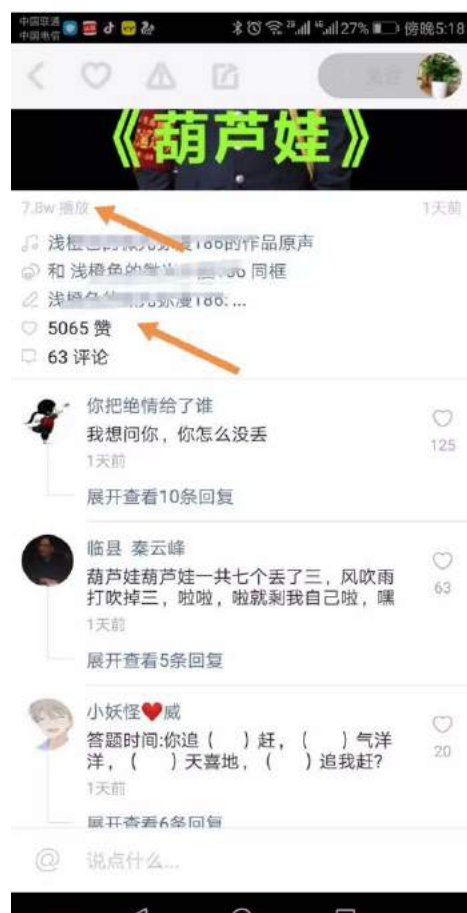 中国联通
中国电信
27%
傍晚5:18
《葫芦娃》
7.8w 播放
1天前
的作品原声
和 浅橙色的 同框
5065 赞
63 评论
你把绝情给了谁
我想问你，你怎么没丢
125
1天前
展开查看10条回复
临县 秦云峰
葫芦娃葫芦娃一共七个丢了三，风吹雨
打吹掉三，啦啦，啦就剩我自己啦，嘿
63
1天前
展开查看5条回复
小妖怪❤威
答题时间:你追（　）赶，（　）气洋
洋，（　）天喜地，（　）追我赶?
20
1天前
展开查看6条回复
@ 说点什么...